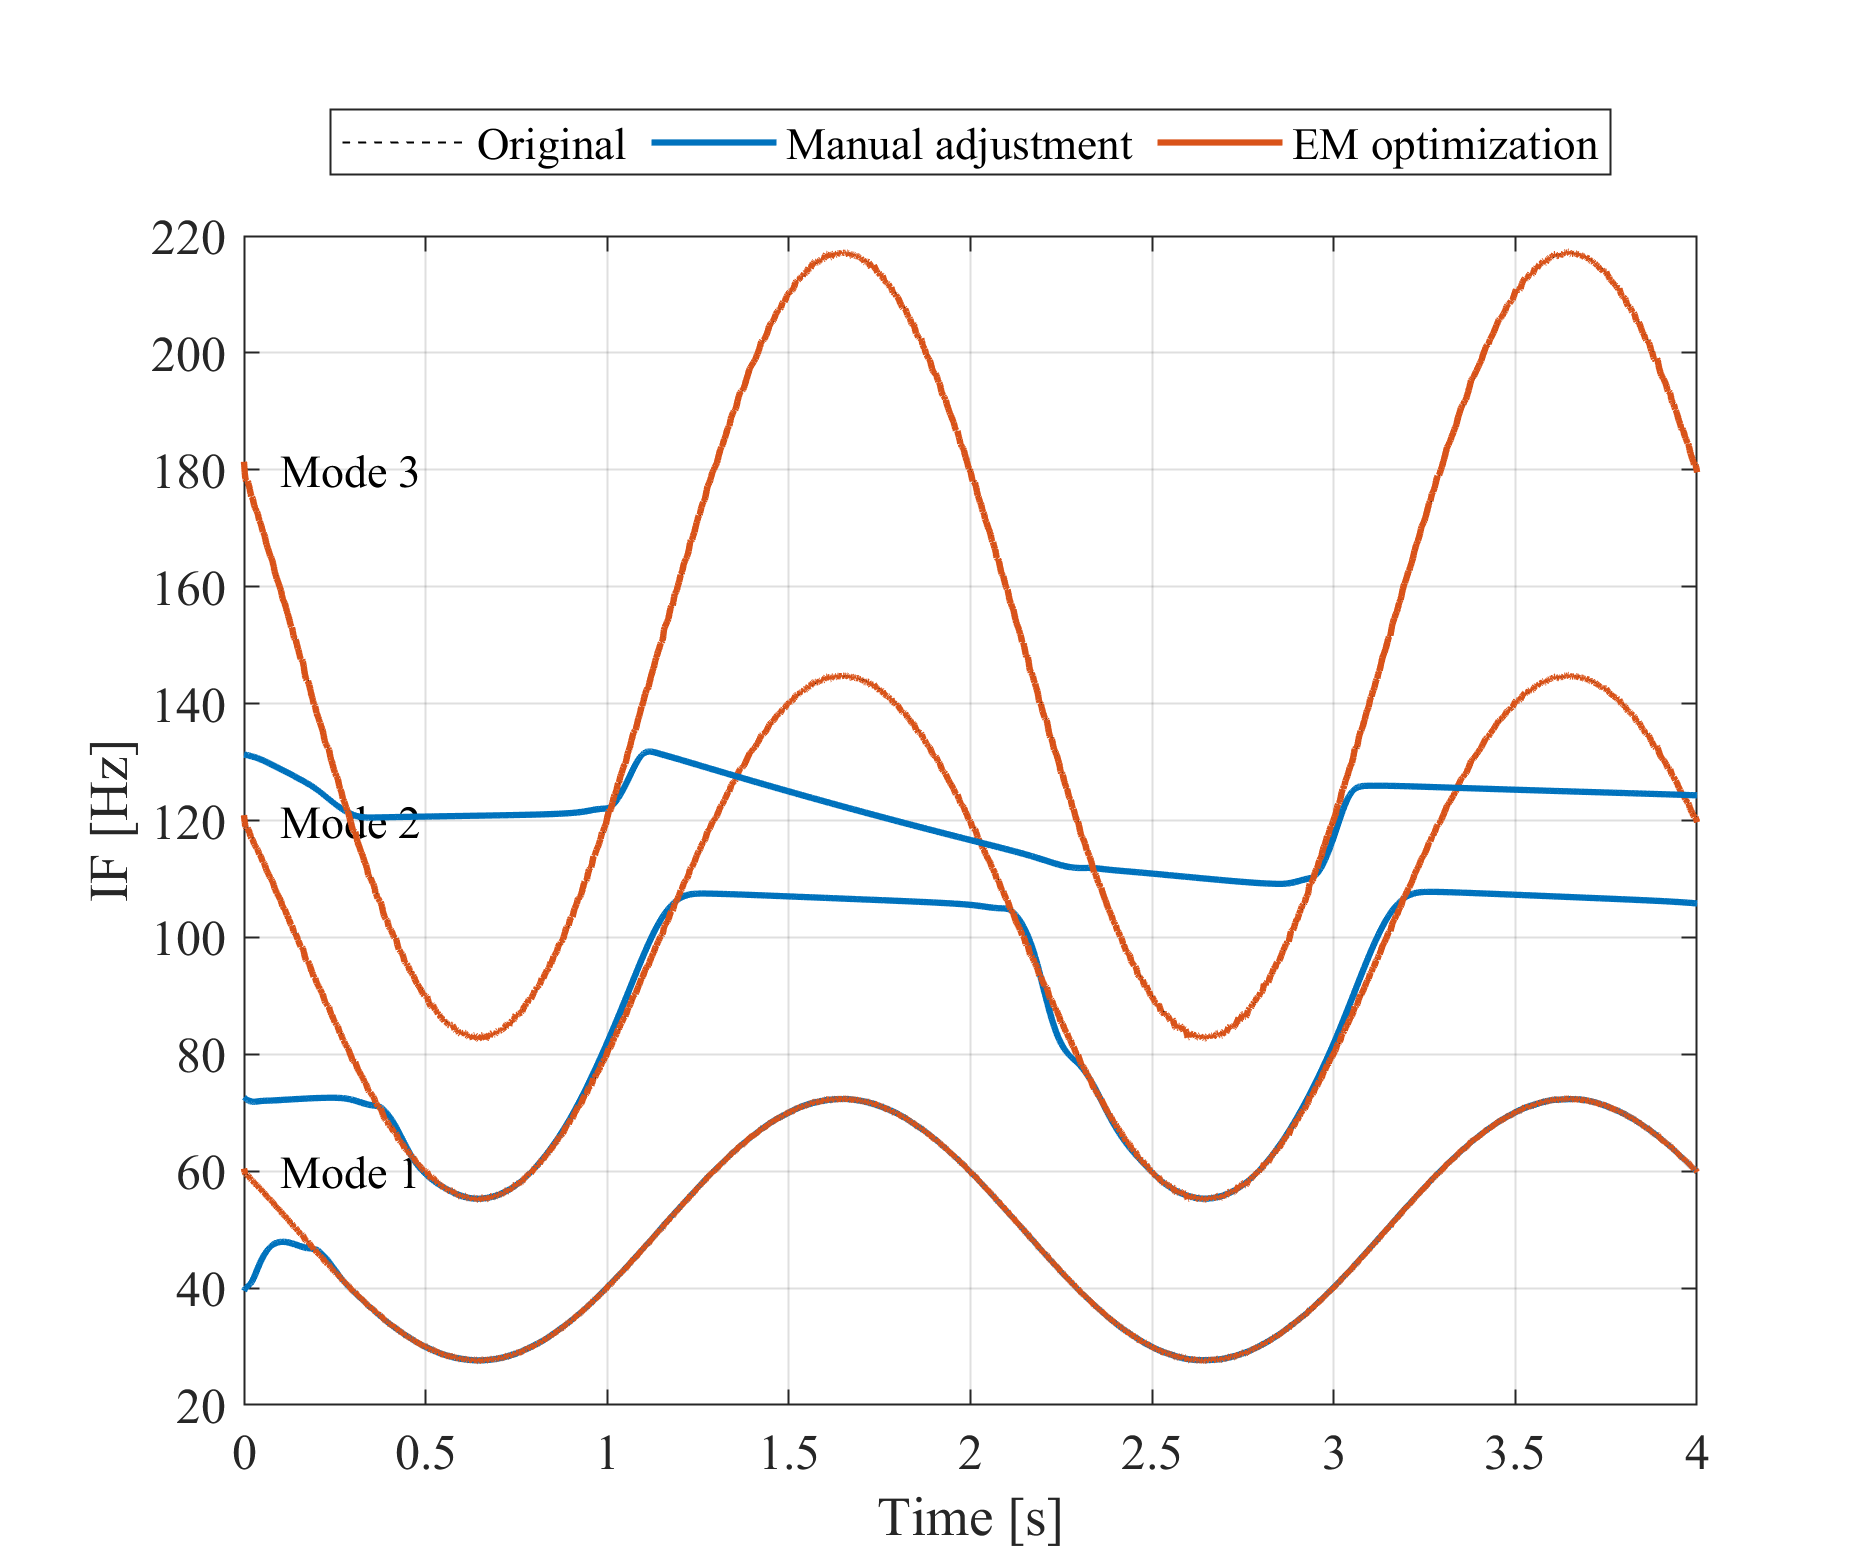 Original Manual adjustment EM optimization
220
200
180
160
140
120
100
80
60
40
20
IF [Hz]
Mode 3
Mode 2
Mode 1
0 0.5 1 1.5 2 2.5 3 3.5 4
Time [s]